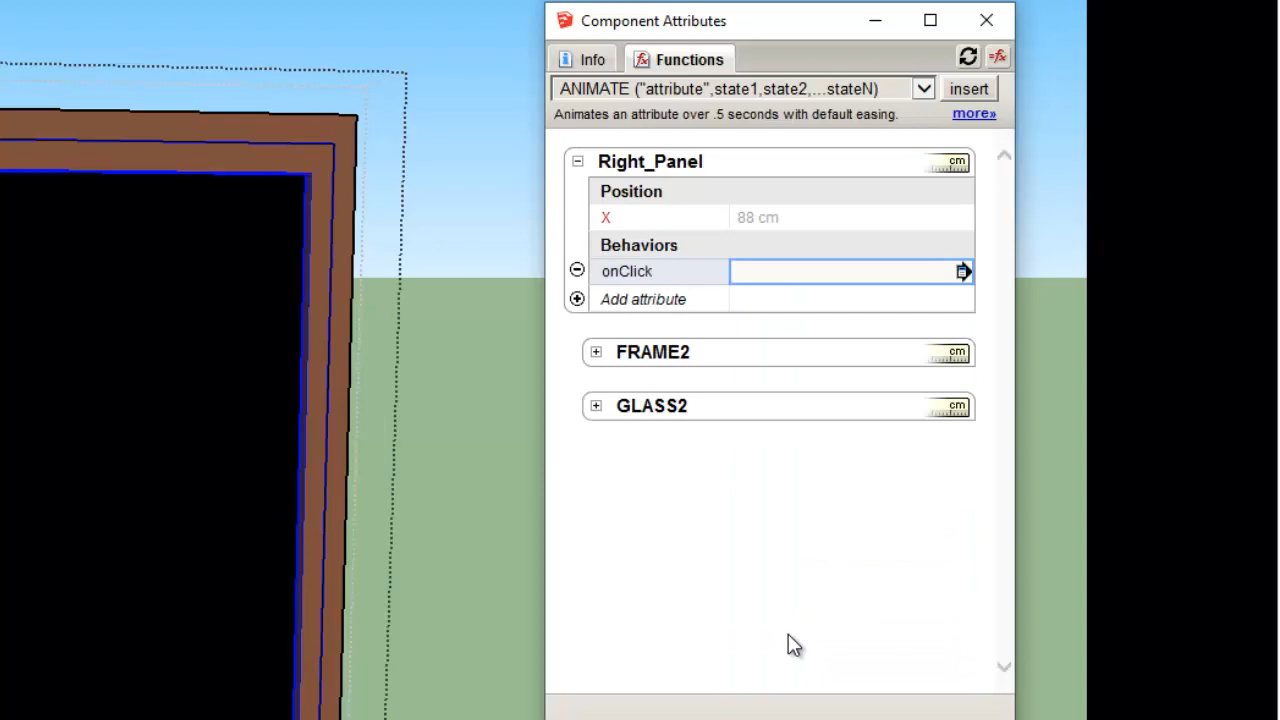 Component Attributes
Info
Functions
ANIMATE ("attribute",state1,state2,...stateN)
insert
Animates an attribute over .5 seconds with default easing.
more»
=fx
Right_Panel
cm
Position
X
88 cm
Behaviors
onClick
Add attribute
FRAME2
cm
GLASS2
cm